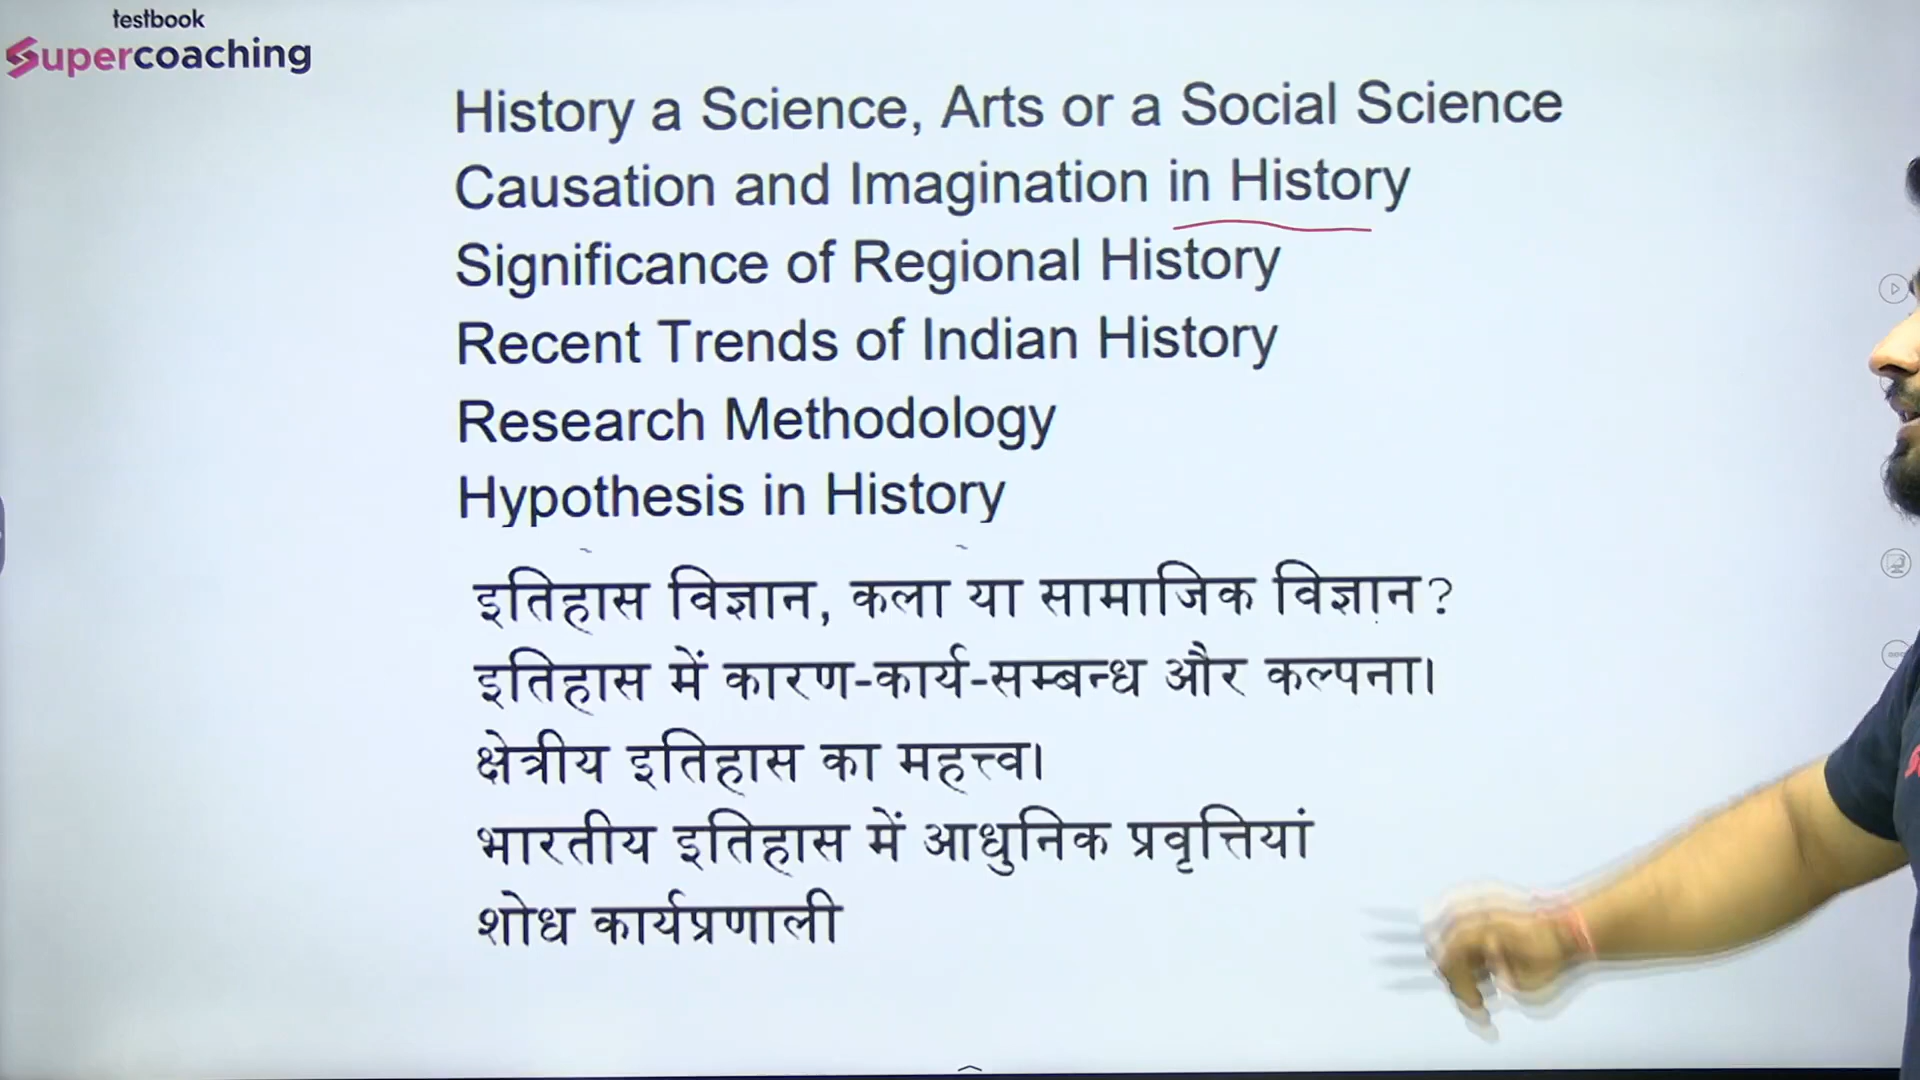 testbook
Supercoaching
History a Science, Arts or a Social Science
Causation and Imagination in History
Significance of Regional History
Recent Trends of Indian History
Research Methodology
Hypothesis in History
इतिहास विज्ञान, कला या सामाजिक विज्ञान?
इतिहास में कारण-कार्य-सम्बन्ध और कल्पना।
क्षेत्रीय इतिहास का महत्त्व।
भारतीय इतिहास में आधुनिक प्रवृत्तियां
शोध कार्यप्रणाली